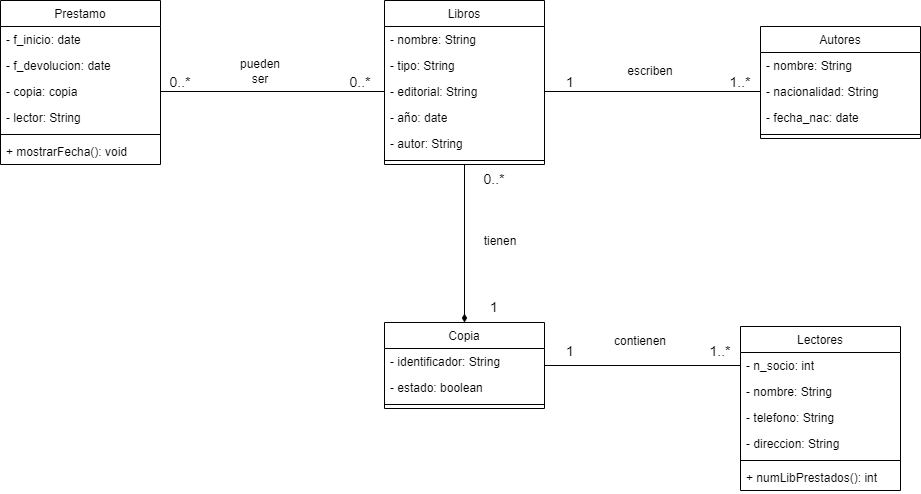 Prestamo
- f_inicio: date
- f_devolucion: date
- copia: copia
- lector: String
+ mostrarFecha(): void
0..*
pueden
ser
0..*
Libros
- nombre: String
- tipo: String
- editorial: String
- año: date
- autor: String
1
escriben
1..*
Autores
- nombre: String
- nacionalidad: String
- fecha_nac: date
0..*
tienen
1
Copia
- identificador: String
- estado: boolean
1
contienen
1..*
Lectores
- n_socio: int
- nombre: String
- telefono: String
- direccion: String
+ numLibPrestados(): int